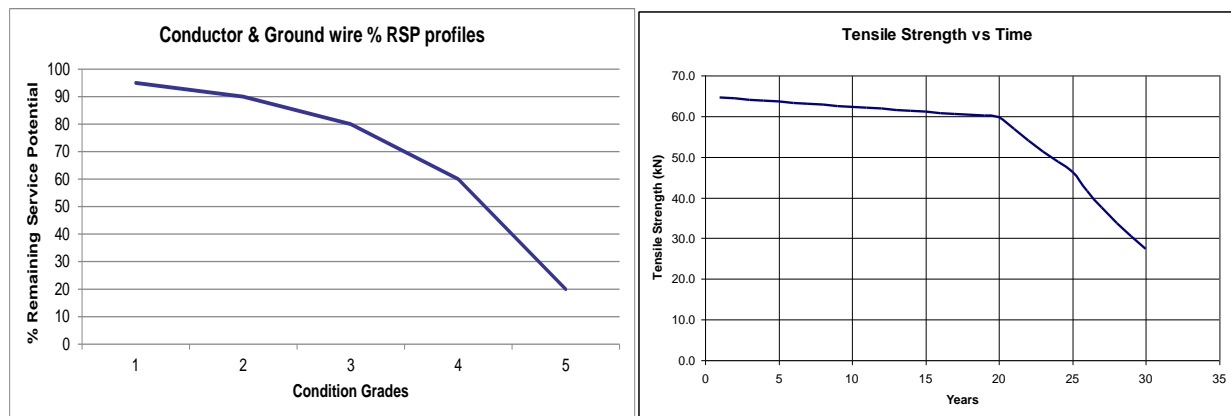 Conductor & Ground wire % RSP profiles
% Remaining Service Potential
100
90
80
70
60
50
40
30
20
10
0
1 2 3 4 5
Condition Grades
Tensile Strength vs Time
Tensile Strength (kN)
70.0
60.0
50.0
40.0
30.0
20.0
10.0
0.0
0 5 10 15 20 25 30 35
Years